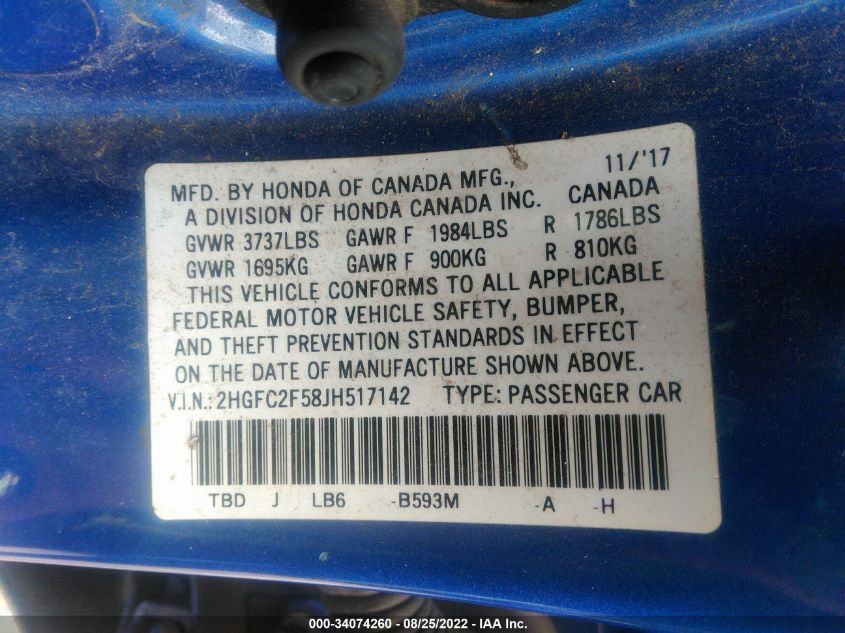 11/'17
MFD. BY HONDA OF CANADA MFG.,
A DIVISION OF HONDA CANADA INC. CANADA
GVWR 3737LBS GAWR F 1984LBS R 1786LBS
GVWR 1695KG GAWR F 900KG R 810KG
THIS VEHICLE CONFORMS TO ALL APPLICABLE
FEDERAL MOTOR VEHICLE SAFETY, BUMPER,
AND THEFT PREVENTION STANDARDS IN EFFECT
ON THE DATE OF MANUFACTURE SHOWN ABOVE.
V.I.N.:2HGFC2F58JH517142 TYPE: PASSENGER CAR
TBD J LB6 -B593M -A -H
000-34074260 - 08/25/2022 - IAA Inc.